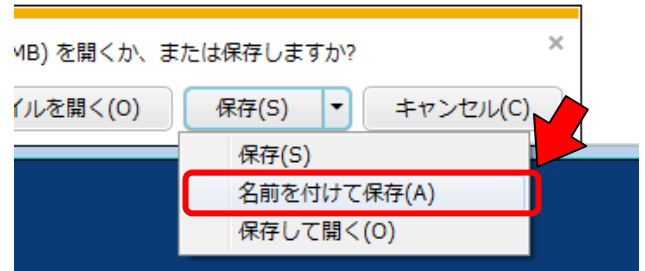 MB) を開くか、または保存しますか?
イルを開く(O) 保存(S) キャンセル(C)
保存(S)
名前を付けて保存(A)
保存して開く(O)